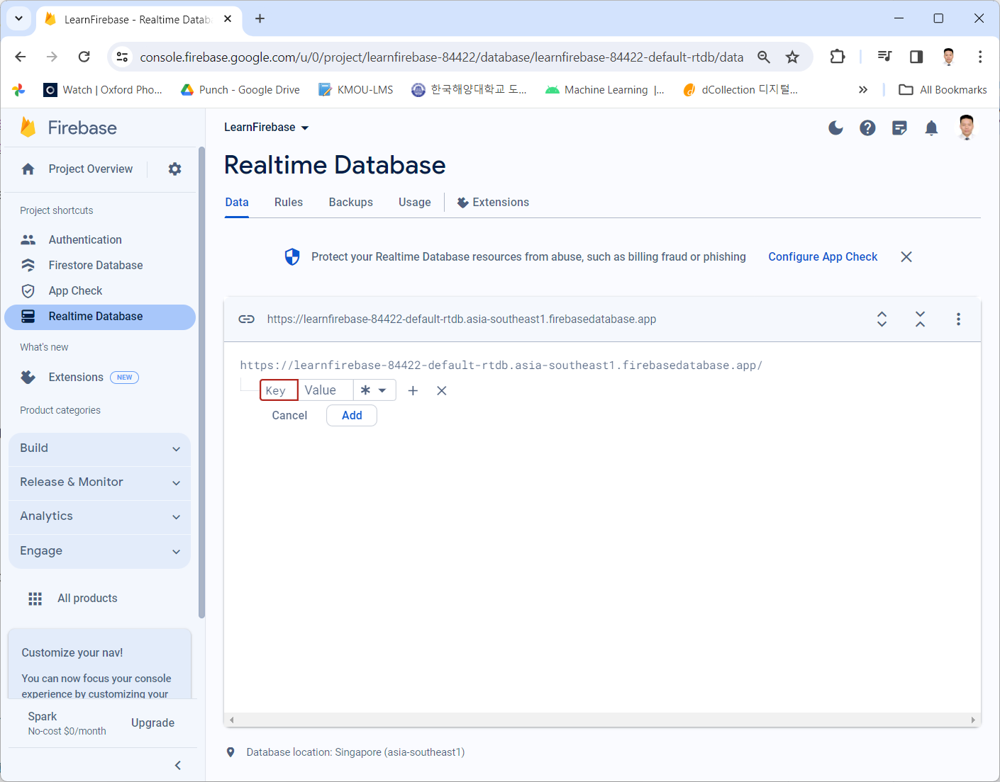 LearnFirebase - Realtime Datab
console.firebase.google.com/u/0/project/learnfirebase-84422/database/learnfirebase-84422-default-rtdb/data
Watch | Oxford Pho...
Punch - Google Drive
KMOU-LMS
한국해양대학교 도...
Machine Learning |...
dCollection 디지털...
All Bookmarks
Firebase
Project Overview
Project shortcuts
Authentication
Firestore Database
App Check
Realtime Database
What's new
Extensions NEW
Product categories
Build
Release & Monitor
Analytics
Engage
All products
Customize your nav!
You can now focus your console
experience by customizing your
Spark
No-cost $0/month
Upgrade
LearnFirebase
Realtime Database
Data Rules Backups Usage Extensions
Protect your Realtime Database resources from abuse, such as billing fraud or phishing Configure App Check
https://learnfirebase-84422-default-rtdb.asia-southeast1.firebasedatabase.app
https://learnfirebase-84422-default-rtdb.asia-southeast1.firebasedatabase.app/
Key Value *
Cancel Add
Database location: Singapore (asia-southeast1)